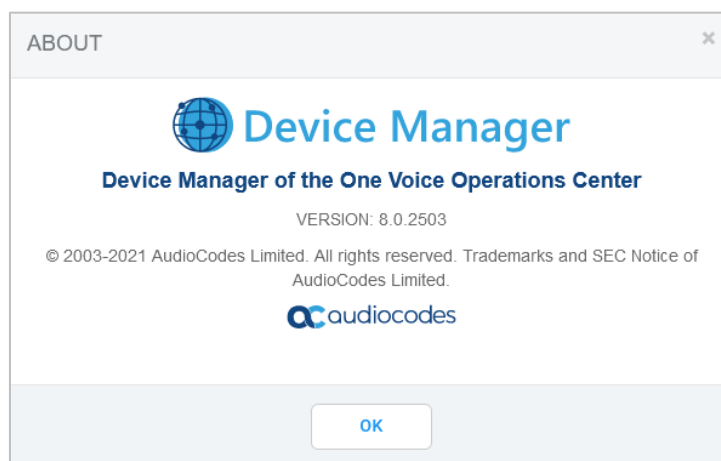 ABOUT
×
Device Manager
Device Manager of the One Voice Operations Center
VERSION: 8.0.2503
© 2003-2021 AudioCodes Limited. All rights reserved. Trademarks and SEC Notice of
AudioCodes Limited.
audiocodes
OK